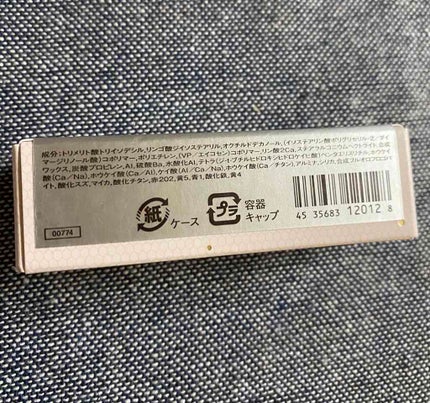 成分:トリメリト酸トリイソデシル,リンゴ酸ジイソステアリル,オクチルドデカノール,(イソステアリン酸ポリグリセリル-2/ダイ
マージリノール酸)コポリマー,ポリエチレン,(VP/エイコセン)コポリマー,リン酸2Ca,ステアラルコニウムヘクトライト,合成
ワックス,炭酸プロピレン,Al,硫酸Ba,水酸化Al,テトラ(ジ-t-ブチルヒドロキシヒドロケイヒ酸)ペンタエリスリチル,ホウケイ
酸(Ca/Na),ホウケイ酸(Ca/Al),ケイ酸(Al/Ca/Na),ホウケイ酸(Ca/チタン),アルミナ,シリカ,合成フルオロフロゴパ
イト,酸化スズ,マイカ,酸化チタン,赤202,黄5,青1,酸化鉄,黄4
00774
紙
ケース
プラ
容器
キャップ
4535683120128